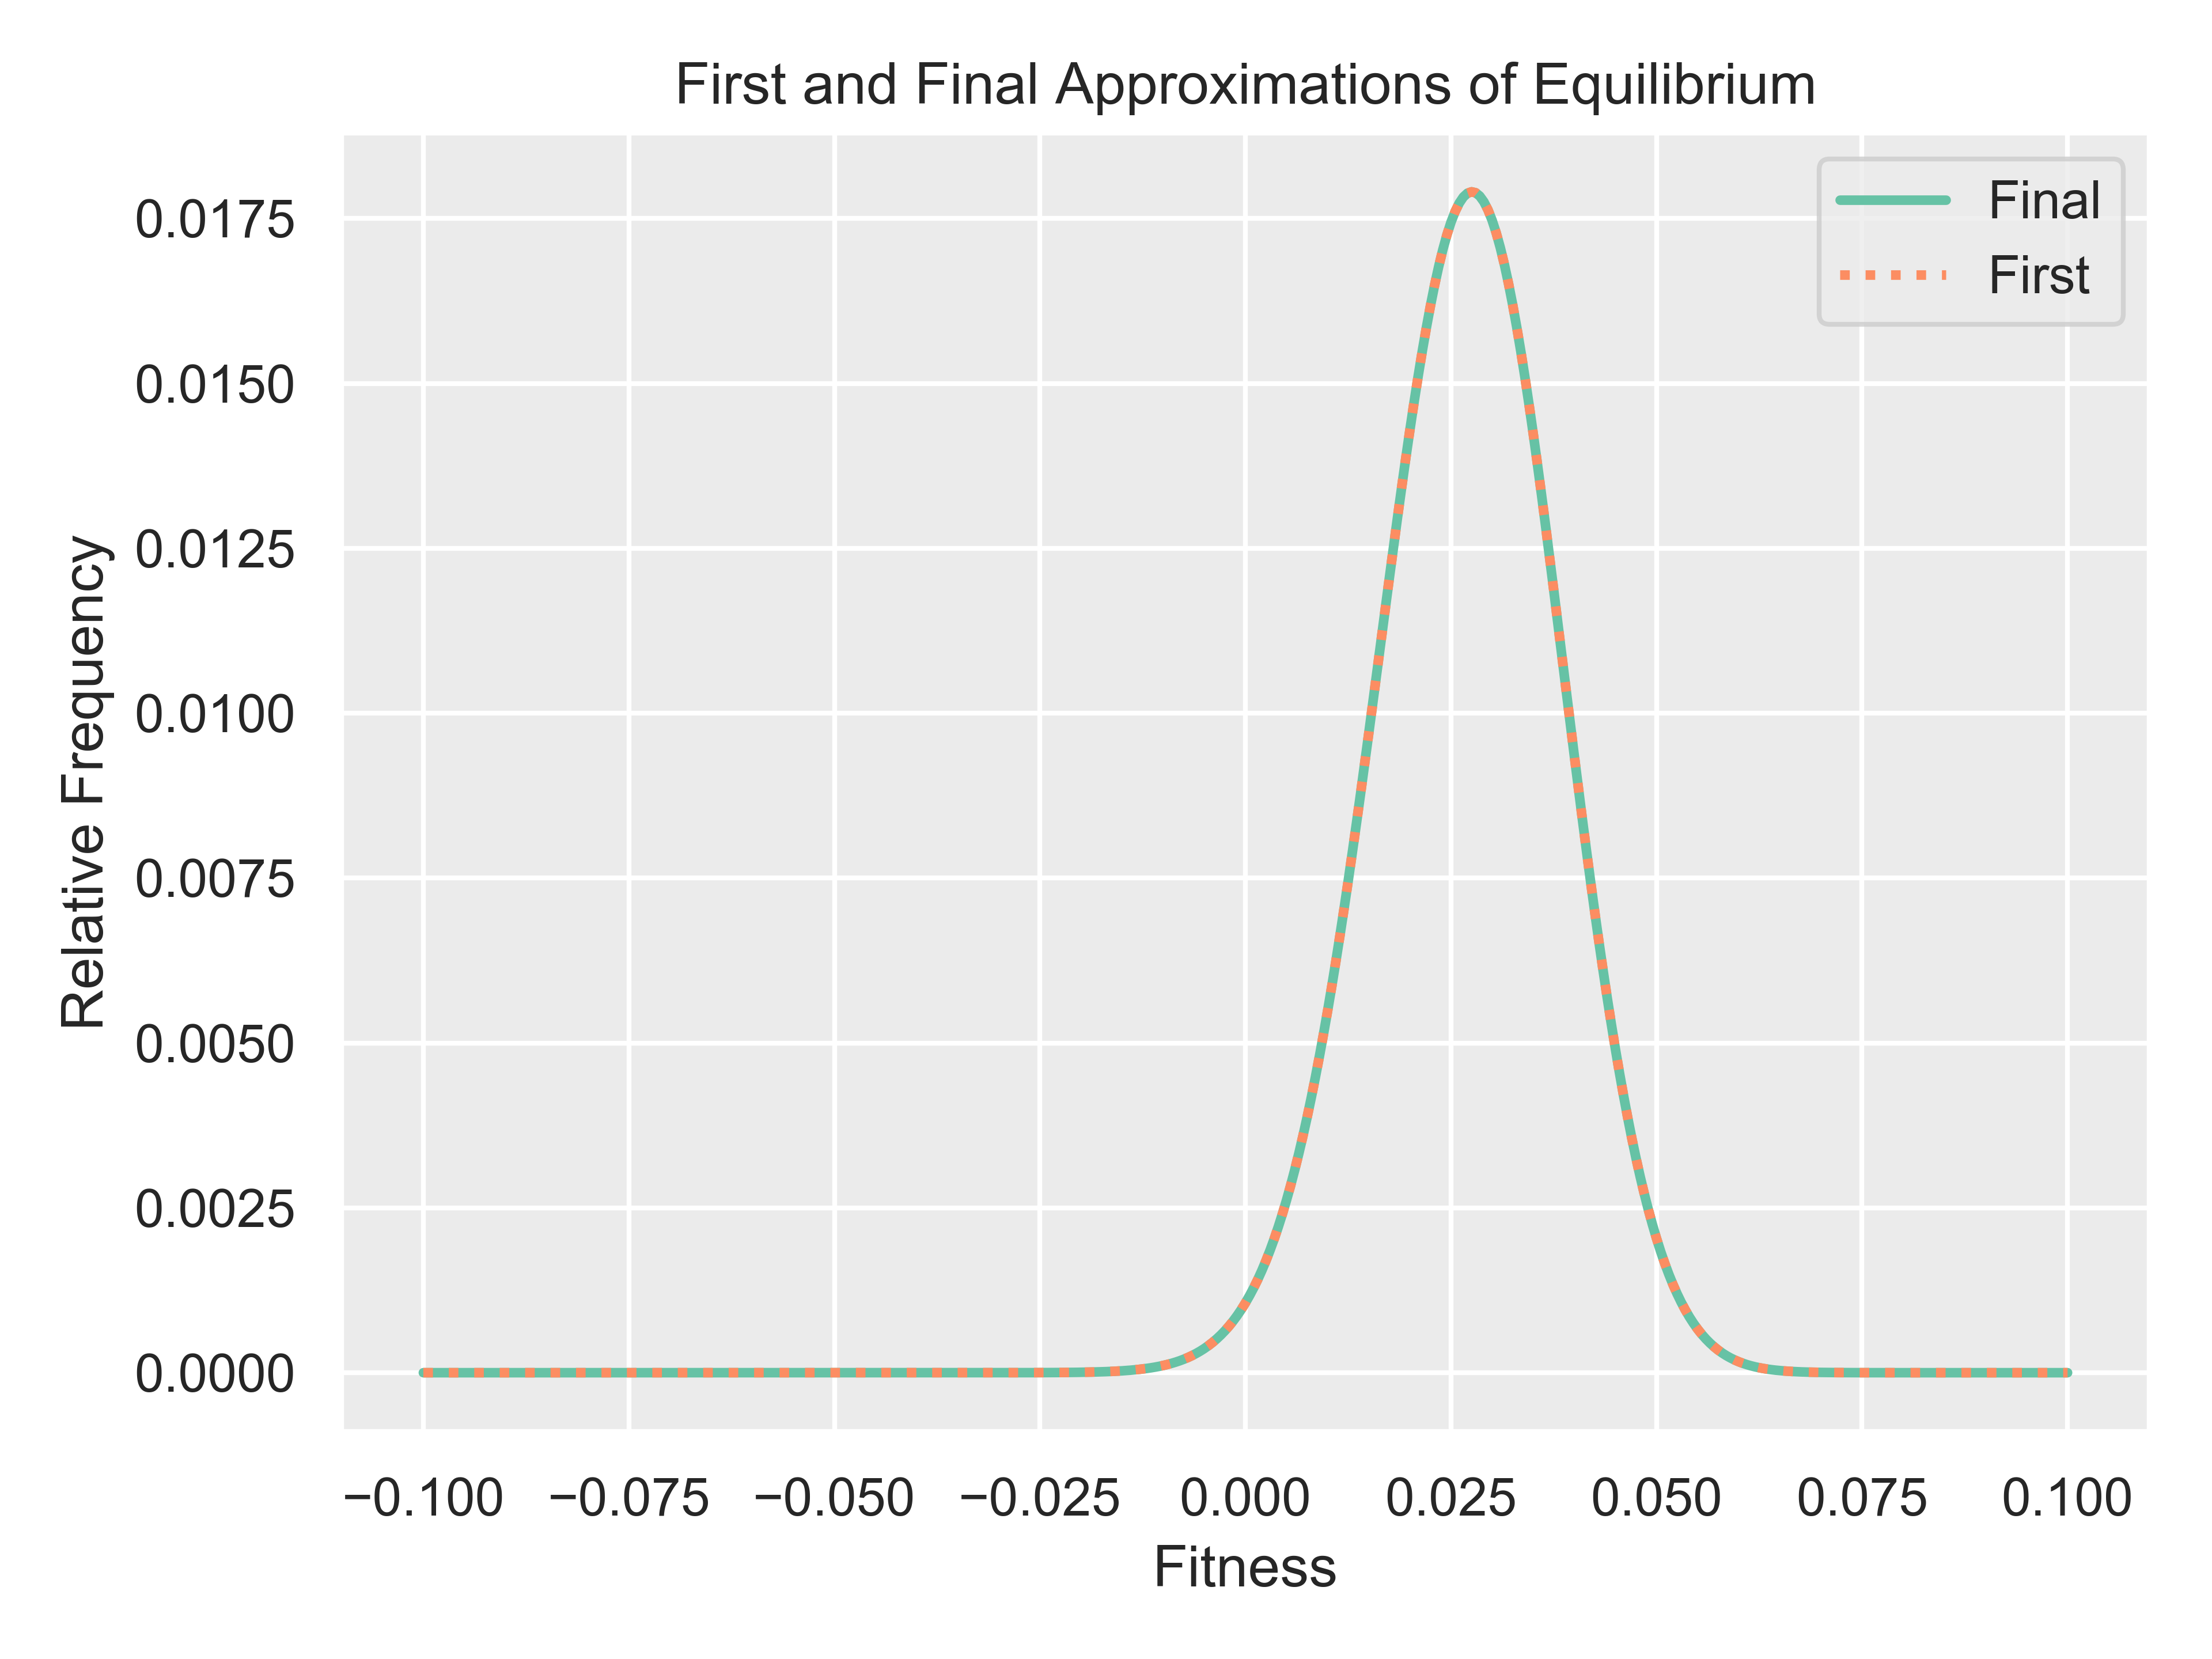 First and Final Approximations of Equilibrium
Final
First
Relative Frequency
0.0175
0.0150
0.0125
0.0100
0.0075
0.0050
0.0025
0.0000
−0.100 −0.075 −0.050 −0.025 0.000 0.025 0.050 0.075 0.100
Fitness